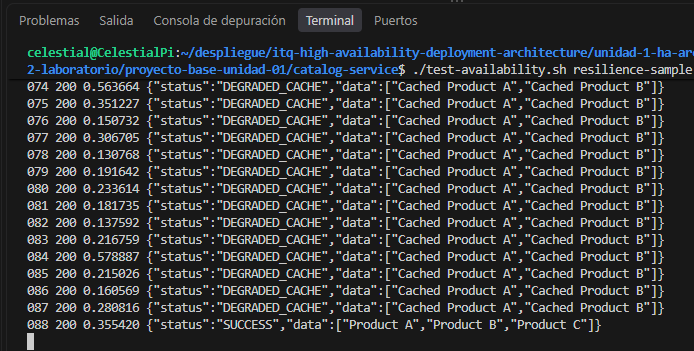 Problemas Salida Consola de depuración Terminal Puertos
celestial@CelestialPi:~/despliegue/itq-high-availability-deployment-architecture/unidad-1-ha-ar
2-laboratorio/proyecto-base-unidad-01/catalog-service$ ./test-availability.sh resilience-sample
074 200 0.563664 {"status":"DEGRADED_CACHE","data":["Cached Product A","Cached Product B"]}
075 200 0.351227 {"status":"DEGRADED_CACHE","data":["Cached Product A","Cached Product B"]}
076 200 0.150732 {"status":"DEGRADED_CACHE","data":["Cached Product A","Cached Product B"]}
077 200 0.306705 {"status":"DEGRADED_CACHE","data":["Cached Product A","Cached Product B"]}
078 200 0.130768 {"status":"DEGRADED_CACHE","data":["Cached Product A","Cached Product B"]}
079 200 0.191642 {"status":"DEGRADED_CACHE","data":["Cached Product A","Cached Product B"]}
080 200 0.233614 {"status":"DEGRADED_CACHE","data":["Cached Product A","Cached Product B"]}
081 200 0.181735 {"status":"DEGRADED_CACHE","data":["Cached Product A","Cached Product B"]}
082 200 0.137592 {"status":"DEGRADED_CACHE","data":["Cached Product A","Cached Product B"]}
083 200 0.216759 {"status":"DEGRADED_CACHE","data":["Cached Product A","Cached Product B"]}
084 200 0.578887 {"status":"DEGRADED_CACHE","data":["Cached Product A","Cached Product B"]}
085 200 0.215026 {"status":"DEGRADED_CACHE","data":["Cached Product A","Cached Product B"]}
086 200 0.160569 {"status":"DEGRADED_CACHE","data":["Cached Product A","Cached Product B"]}
087 200 0.280816 {"status":"DEGRADED_CACHE","data":["Cached Product A","Cached Product B"]}
088 200 0.355420 {"status":"SUCCESS","data":["Product A","Product B","Product C"]}